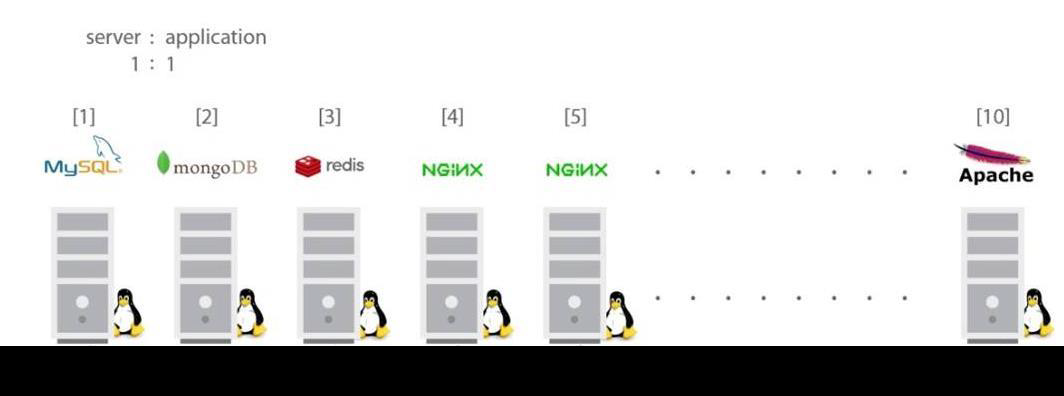 server : application
1 : 1
[1] [2] [3] [4] [5] [10]
MySQL mongoDB redis NGiNX NGiNX Apache